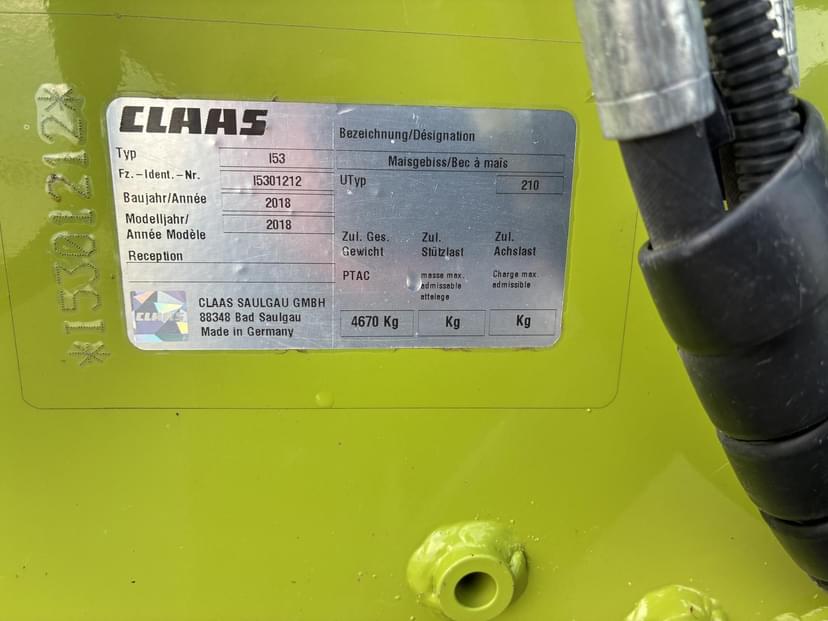 *I5301212*
CLAAS
Typ I53
Fz.-Ident.-Nr. I5301212
Baujahr/Année 2018
Modelljahr/
Année Modèle 2018
Reception
CLAAS
CLAAS SAULGAU GMBH
88348 Bad Saulgau
Made in Germany
Bezeichnung/Désignation
Maisgebiss/Bec à maïs
UTyp 210
Zul. Ges. Zul. Zul.
Gewicht Stützlast Achslast
PTAC masse max. Charge max.
admissable admissible
attelage
4670 Kg Kg Kg